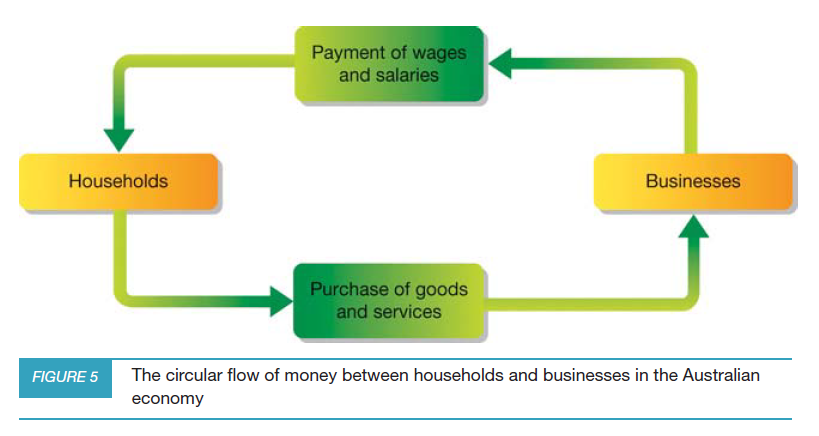 Payment of wages
and salaries
Households
Businesses
Purchase of goods
and services
FIGURE 5
The circular flow of money between households and businesses in the Australian
economy